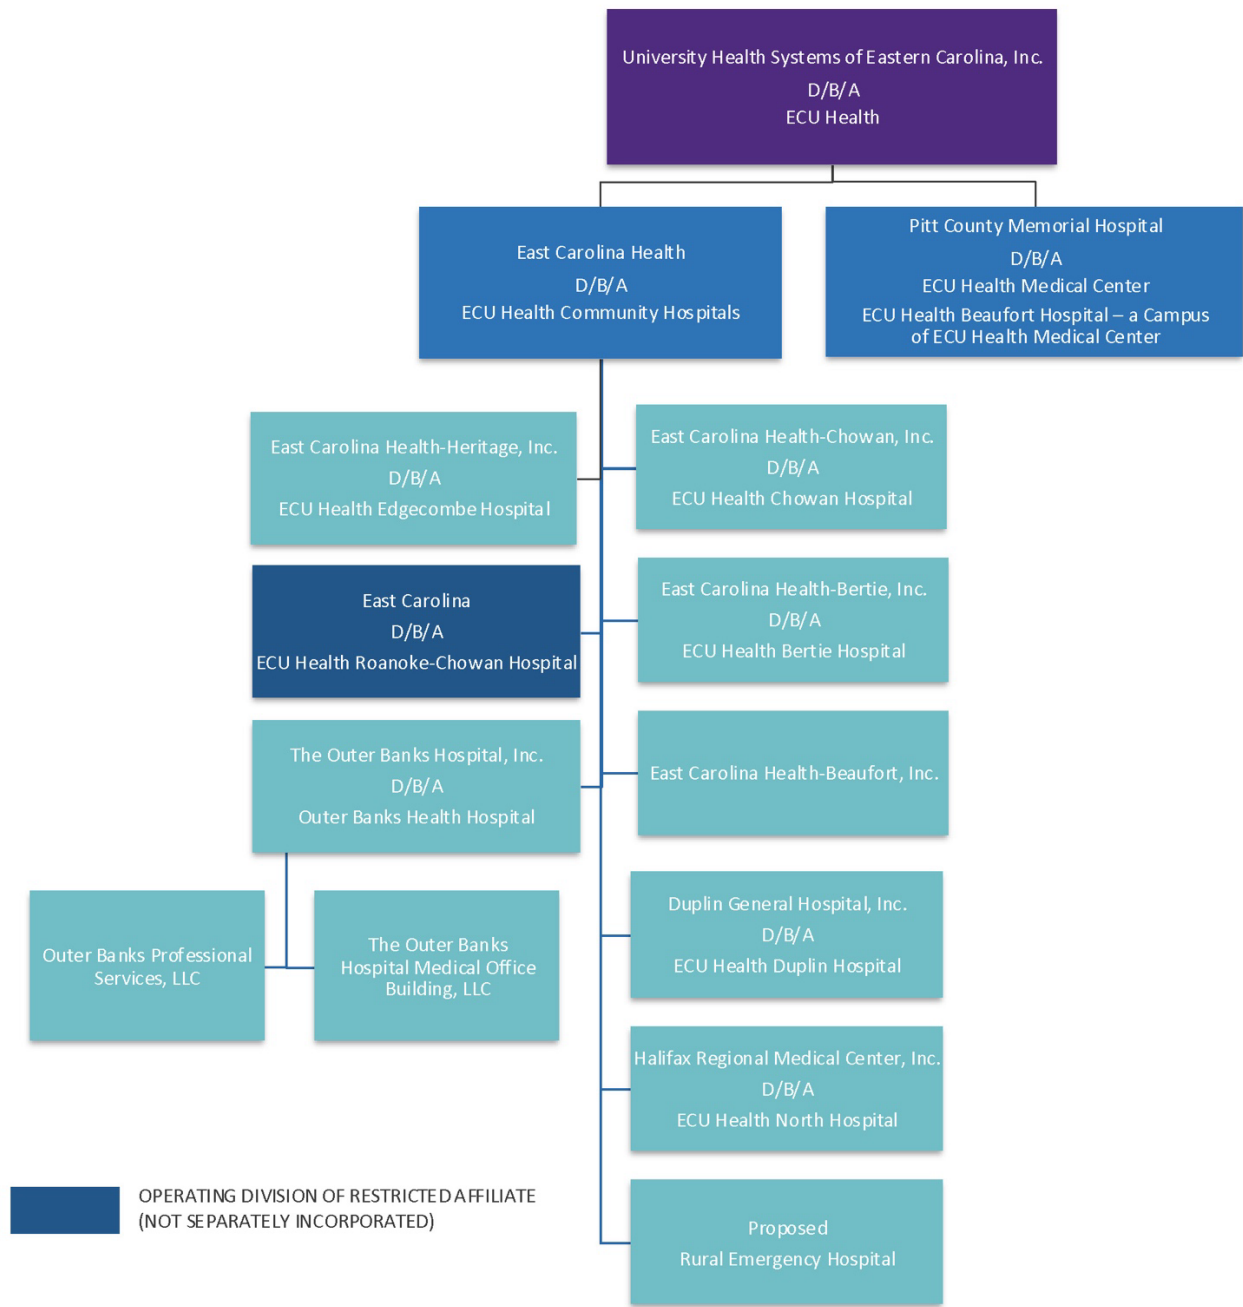 University Health Systems of Eastern Carolina, Inc.
D/B/A
ECU Health
East Carolina Health
D/B/A
ECU Health Community Hospitals
Pitt County Memorial Hospital
D/B/A
ECU Health Medical Center
ECU Health Beaufort Hospital – a Campus
of ECU Health Medical Center
East Carolina Health-Heritage, Inc.
D/B/A
ECU Health Edgecombe Hospital
East Carolina Health-Chowan, Inc.
D/B/A
ECU Health Chowan Hospital
East Carolina
D/B/A
ECU Health Roanoke-Chowan Hospital
East Carolina Health-Bertie, Inc.
D/B/A
ECU Health Bertie Hospital
The Outer Banks Hospital, Inc.
D/B/A
Outer Banks Health Hospital
East Carolina Health-Beaufort, Inc.
Outer Banks Professional
Services, LLC
The Outer Banks
Hospital Medical Office
Building, LLC
Duplin General Hospital, Inc.
D/B/A
ECU Health Duplin Hospital
Halifax Regional Medical Center, Inc.
D/B/A
ECU Health North Hospital
Proposed
Rural Emergency Hospital
OPERATING DIVISION OF RESTRICTED AFFILIATE
(NOT SEPARATELY INCORPORATED)